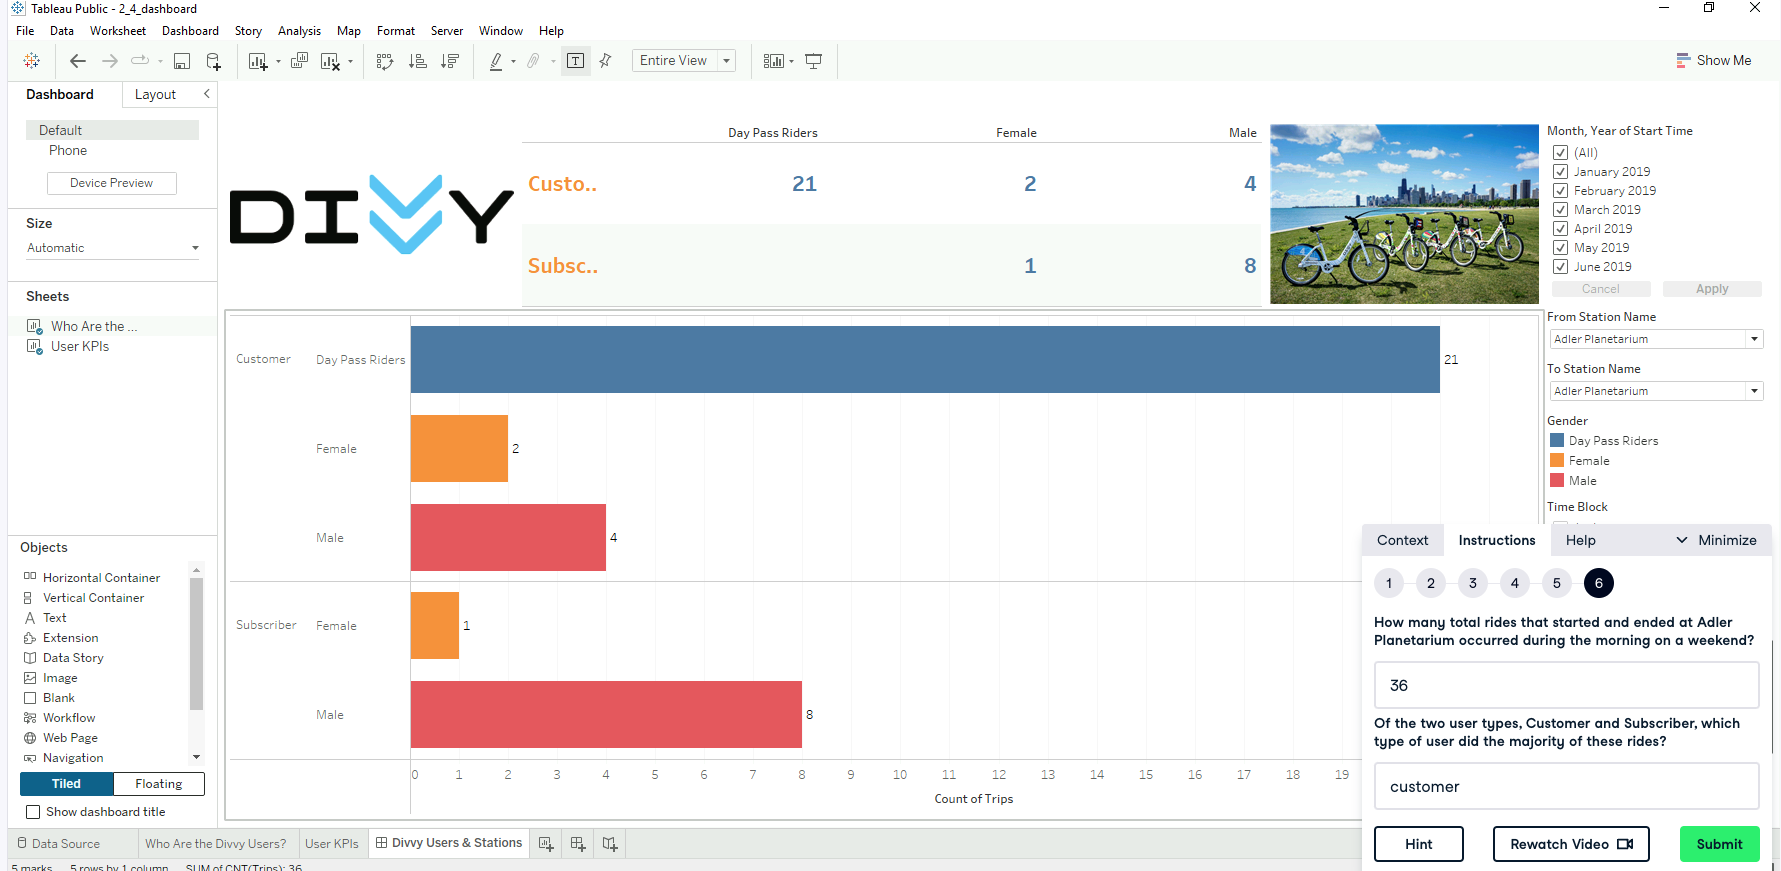 Tableau Public - 2_4_dashboard
File Data Worksheet Dashboard Story Analysis Map Format Server Window Help
Entire View
Show Me
Dashboard Layout
Default
Phone
Device Preview
Size
Automatic
Sheets
Who Are the ...
User KPIs
Objects
Horizontal Container
Vertical Container
Text
Extension
Data Story
Image
Blank
Workflow
Web Page
Navigation
Tiled Floating
Show dashboard title
DIVVY
Day Pass Riders Female Male
Custo.. 21 2 4
Subsc.. 1 8
Customer Day Pass Riders 21
Female 2
Male 4
Subscriber Female 1
Male 8
0 1 2 3 4 5 6 7 8 9 10 11 12 13 14 15 16 17 18 19
Count of Trips
Month, Year of Start Time
(All)
January 2019
February 2019
March 2019
April 2019
May 2019
June 2019
Cancel Apply
From Station Name
Adler Planetarium
To Station Name
Adler Planetarium
Gender
Day Pass Riders
Female
Male
Time Block
Context Instructions Help Minimize
1 2 3 4 5 6
How many total rides that started and ended at Adler
Planetarium occurred during the morning on a weekend?
36
Of the two user types, Customer and Subscriber, which
type of user did the majority of these rides?
customer
Hint Rewatch Video Submit
Data Source Who Are the Divvy Users? User KPIs Divvy Users & Stations
5 marks 5 rows by 1 column SUM of CNT(Trips): 36